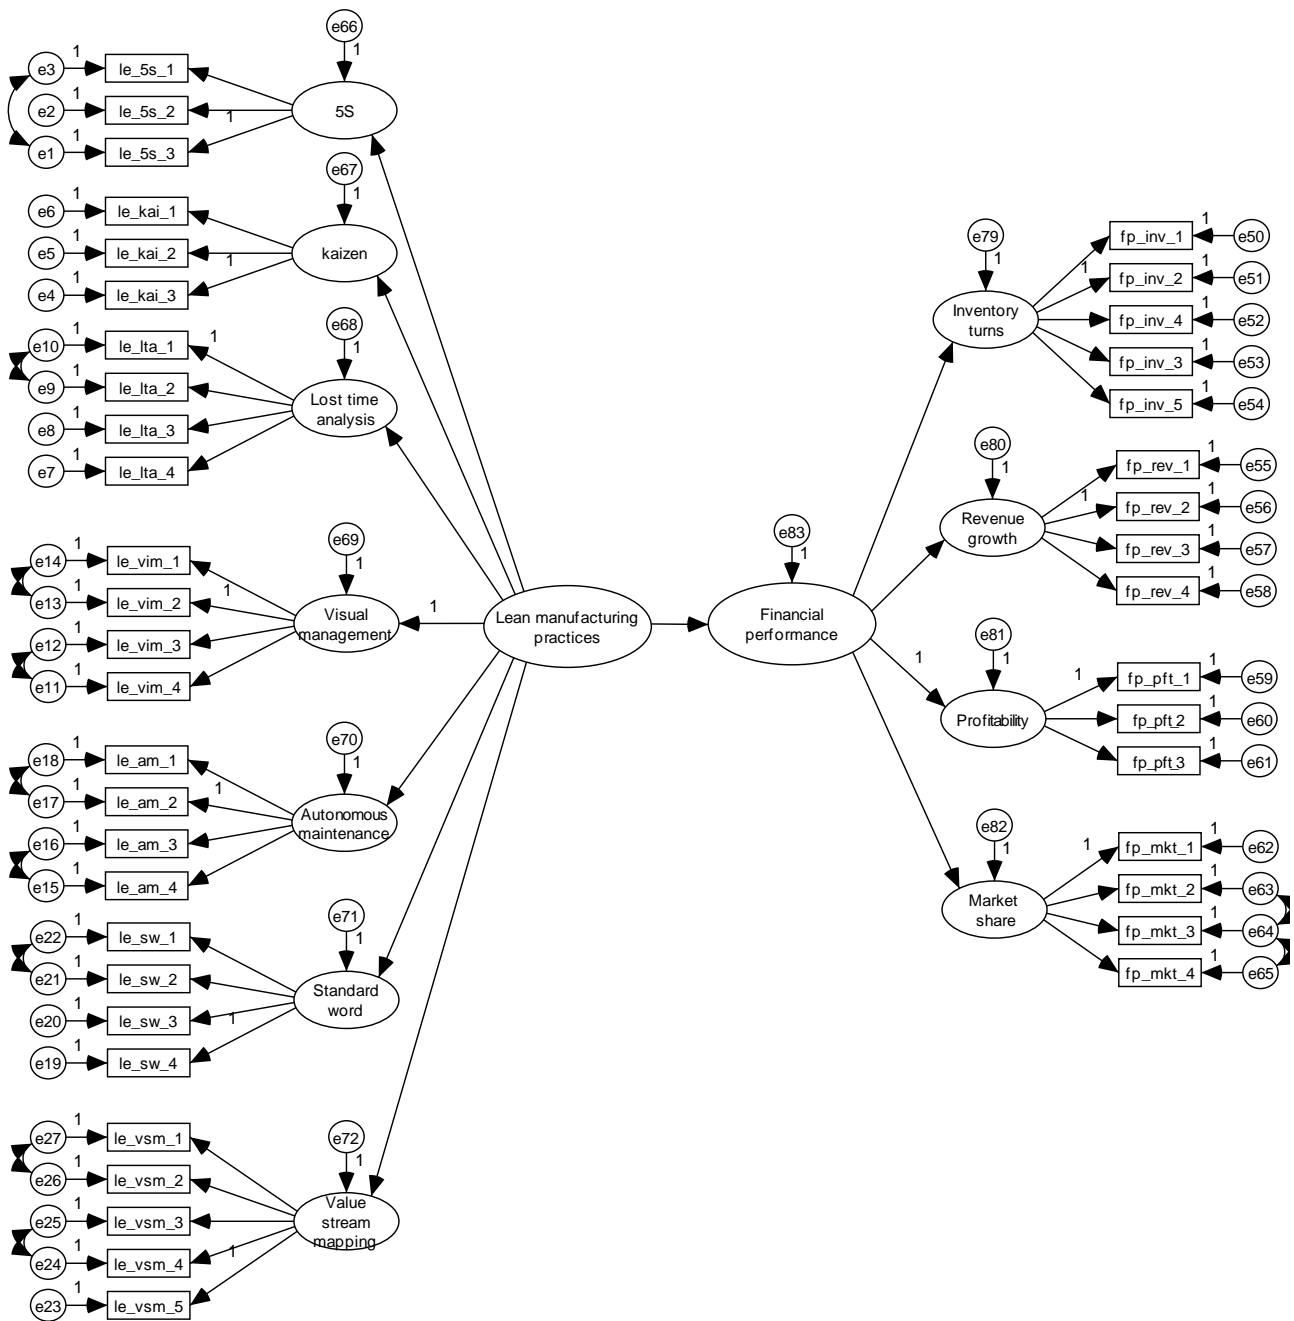 e66
1
e3
1
le_5s_1
e2
1
le_5s_2
1
5S
e1
1
le_5s_3
e67
1
e6
1
le_kai_1
e5
1
le_kai_2
1
kaizen
e4
1
le_kai_3
e68
1
e10
1
le_lta_1
1
e9
1
le_lta_2
e8
1
le_lta_3
e7
1
le_lta_4
Lost time
analysis
e69
1
e14
1
le_vim_1
e13
1
le_vim_2
1
e12
1
le_vim_3
e11
1
le_vim_4
Visual
management
1
e70
1
e18
1
le_am_1
e17
1
le_am_2
1
e16
1
le_am_3
e15
1
le_am_4
Autonomous
maintenance
e71
1
e22
1
le_sw_1
e21
1
le_sw_2
e20
1
le_sw_3
1
e19
1
le_sw_4
Standard
word
e72
1
e27
1
le_vsm_1
e26
1
le_vsm_2
e25
1
le_vsm_3
e24
1
le_vsm_4
1
e23
1
le_vsm_5
Value
stream
mapping
Lean manufacturing
practices
e83
1
Financial
performance
e79
1
Inventory
turns
fp_inv_1
1
e50
1
fp_inv_2
1
e51
fp_inv_4
1
e52
fp_inv_3
1
e53
fp_inv_5
1
e54
e80
1
Revenue
growth
fp_rev_1
1
e55
1
fp_rev_2
1
e56
fp_rev_3
1
e57
fp_rev_4
1
e58
e81
1
1
Profitability
1
fp_pft_1
1
e59
fp_pft_2
1
e60
fp_pft_3
1
e61
e82
1
Market
share
1
fp_mkt_1
1
e62
fp_mkt_2
1
e63
fp_mkt_3
1
e64
fp_mkt_4
1
e65